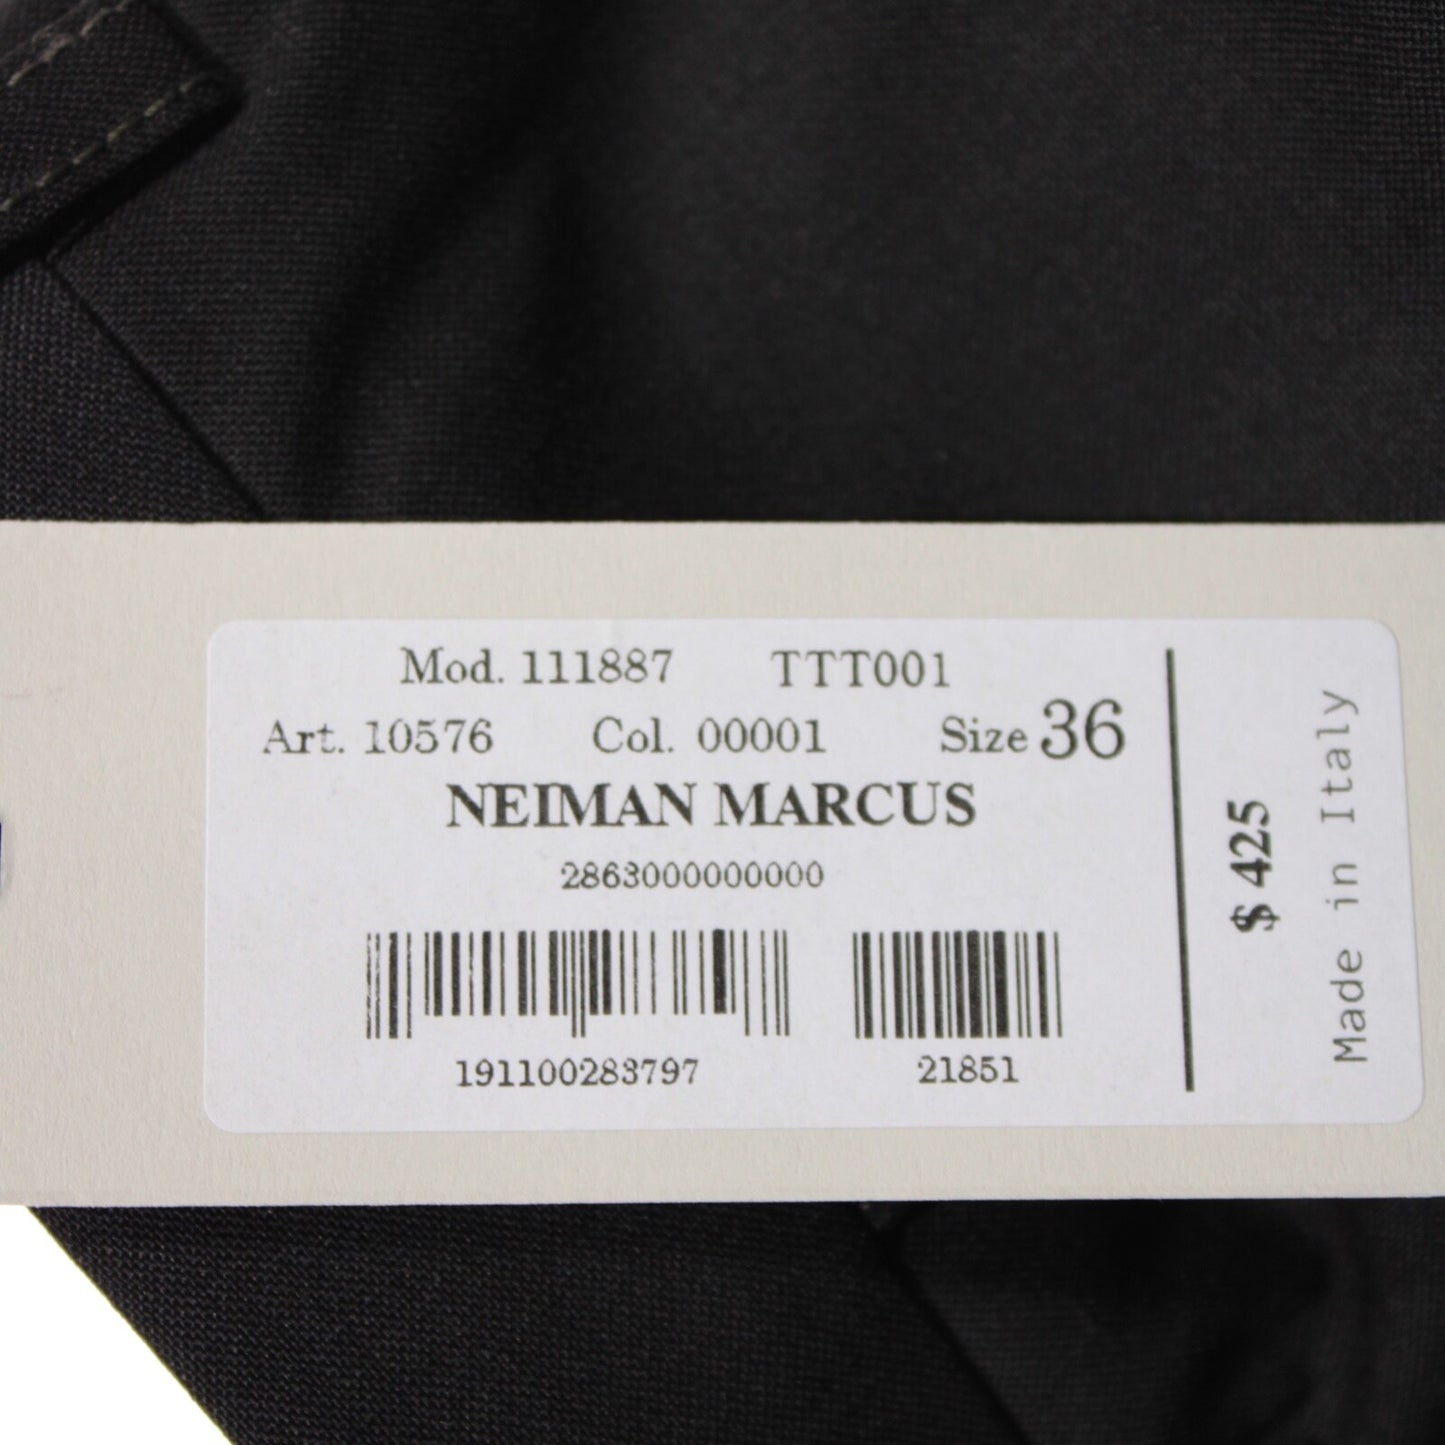 Mod. 111887 TTT001
Art. 10576 Col. 00001 Size 36
NEIMAN MARCUS
2863000000000
191100283797 21851
$ 425
Made in Italy